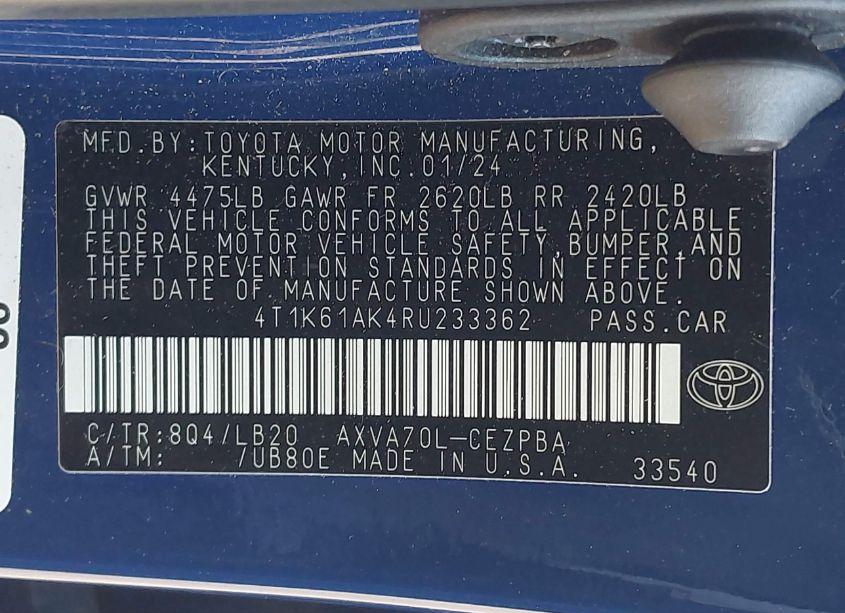 MFD.BY:TOYOTA MOTOR MANUFACTURING,
KENTUCKY,INC.01/24
GVWR 4475LB GAWR FR 2620LB RR 2420LB
THIS VEHICLE CONFORMS TO ALL APPLICABLE
FEDERAL MOTOR VEHICLE SAFETY,BUMPER,AND
THEFT PREVENTION STANDARDS IN EFFECT ON
THE DATE OF MANUFACTURE SHOWN ABOVE.
4T1K61AK4RU233362 PASS.CAR
C/TR:8Q4/LB20 AXVA70L-CEZPBA
A/TM: /UB80E MADE IN U.S.A. 33540